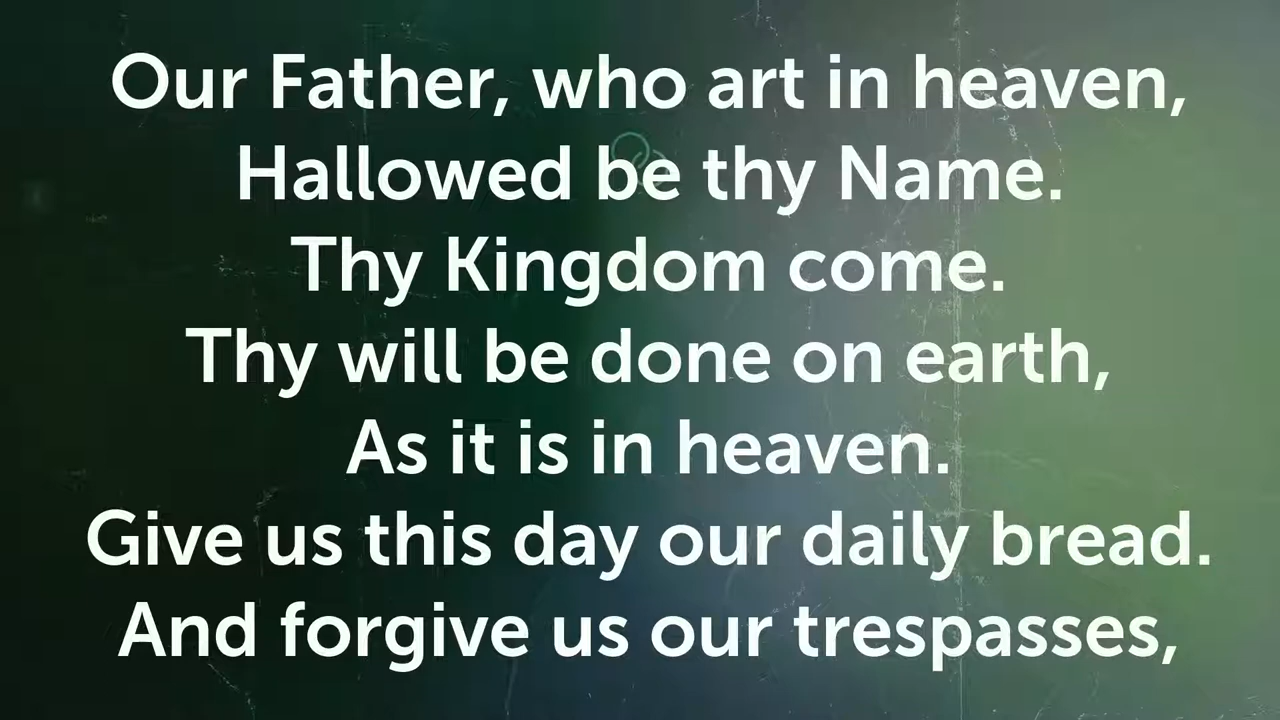 Our Father, who art in heaven,
Hallowed be thy Name.
Thy Kingdom come.
Thy will be done on earth,
As it is in heaven.
Give us this day our daily bread.
And forgive us our trespasses,